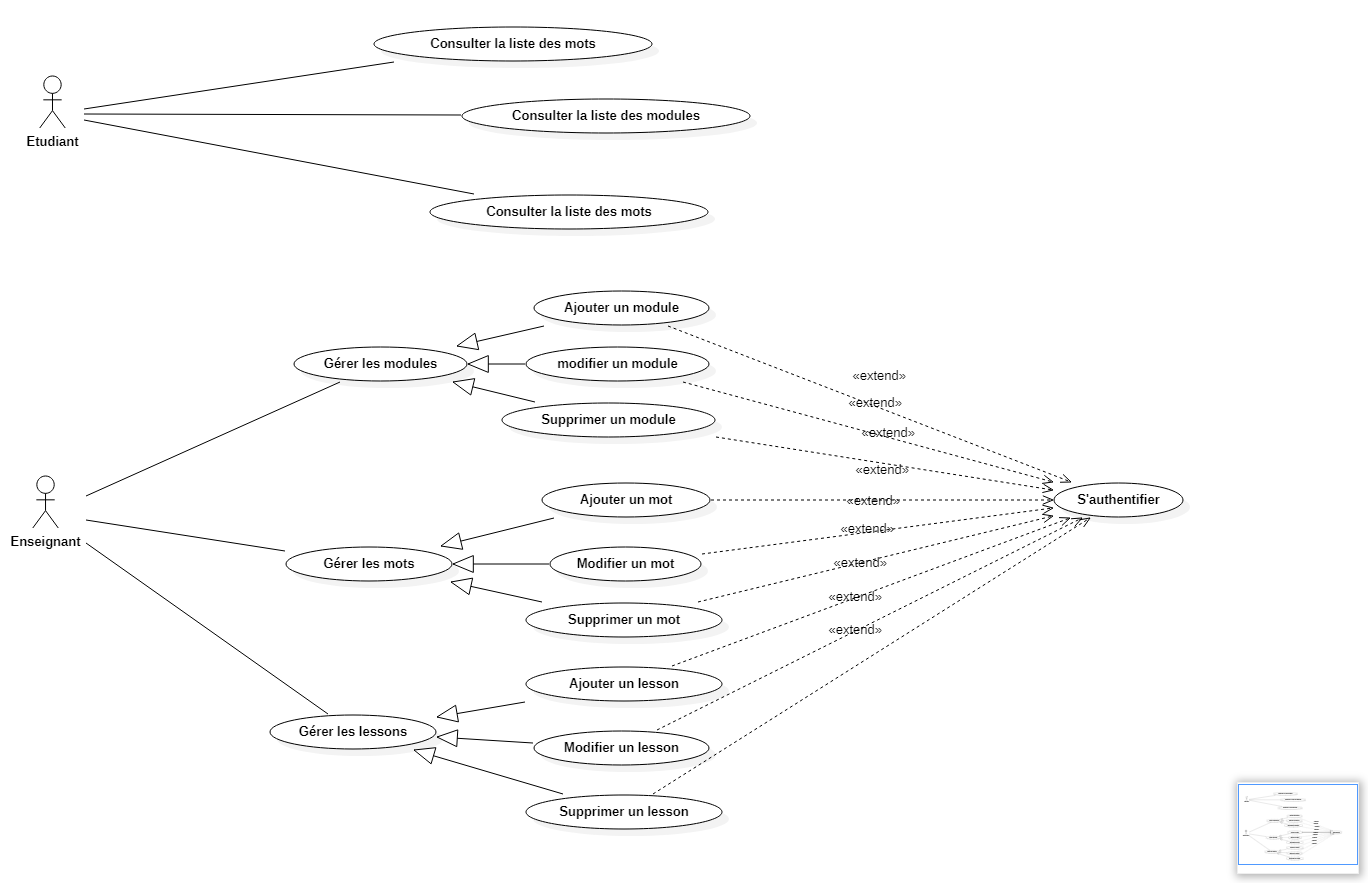 Consulter la liste des mots
Etudiant
Consulter la liste des modules
Consulter la liste des mots
Ajouter un module
Gérer les modules
modifier un module
Supprimer un module
«extend»
«extend»
«extend»
«extend»
Enseignant
Ajouter un mot
«extend»
S'authentifier
«extend»
Gérer les mots
Modifier un mot
«extend»
Supprimer un mot
«extend»
«extend»
Ajouter un lesson
Gérer les lessons
Modifier un lesson
Supprimer un lesson